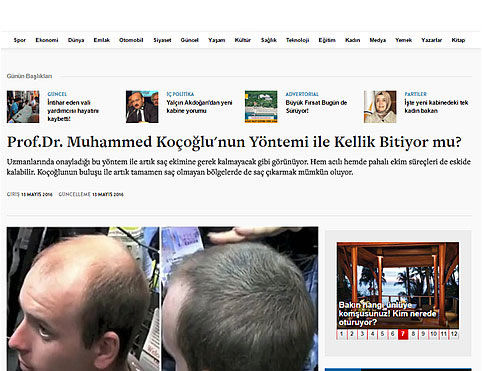 Spor Ekonomi Dünya Emlak Otomobil Siyaset Güncel Yaşam Kültür Sağlık Teknoloji Eğitim Kadın Medya Yemek Yazarlar Kitap
Günün Başlıkları
GÜNCEL
İntihar eden vali
yardımcısı hayatını
kaybetti!
İÇ POLİTİKA
Yalçın Akdoğan'dan yeni
kabine yorumu
ADVERTORIAL
Büyük Fırsat Bugün de
Sürüyor!
PARTİLER
İşte yeni kabinedeki tek
kadın bakan
Prof.Dr. Muhammed Koçoğlu'nun Yöntemi ile Kellik Bitiyor mu?
Uzmanlarında onayladığı bu yöntem ile artık saç ekimine gerek kalmayacak gibi görünüyor. Hem acılı hemde pahalı ekim süreçleri de eskide
kalabilir. Koçoğlunun buluşu ile artık tamamen saç olmayan bölgelerde de saç çıkarmak mümkün oluyor.
GİRİŞ 13 MAYIS 2016 GÜNCELLEME 13 MAYIS 2016
Bakın hangi ünlüye
komşusunuz! Kim nerede
oturuyor?
1 2 3 4 5 6 7 8 9 10 11 12